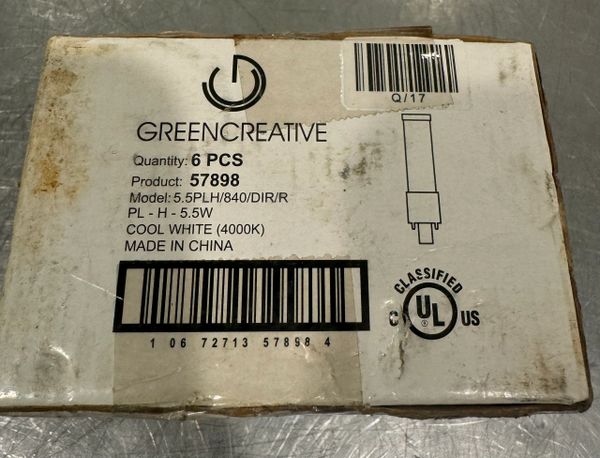 Q/17
GREENCREATIVE
Quantity: 6 PCS
Product: 57898
Model: 5.5PLH/840/DIR/R
PL - H - 5.5W
COOL WHITE (4000K)
MADE IN CHINA
1 06 72713 57898 4
CLASSIFIED
C UL US